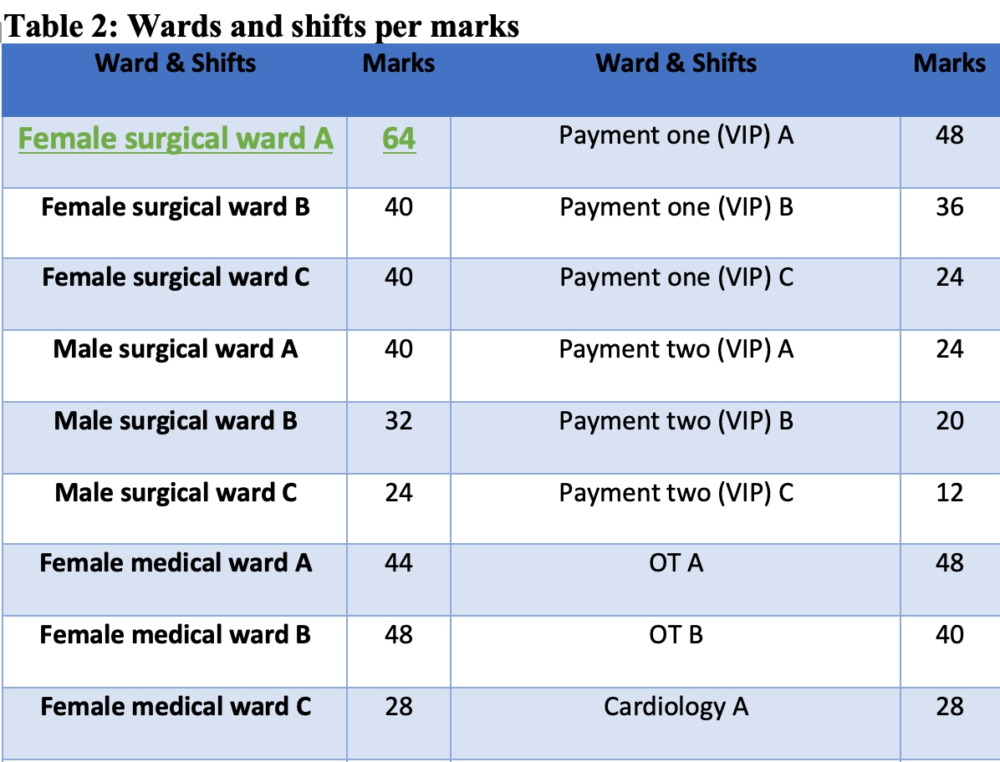 Table 2: Wards and shifts per marks
Ward & Shifts Marks Ward & Shifts Marks
Female surgical ward A 64 Payment one (VIP) A 48
Female surgical ward B 40 Payment one (VIP) B 36
Female surgical ward C 40 Payment one (VIP) C 24
Male surgical ward A 40 Payment two (VIP) A 24
Male surgical ward B 32 Payment two (VIP) B 20
Male surgical ward C 24 Payment two (VIP) C 12
Female medical ward A 44 OT A 48
Female medical ward B 48 OT B 40
Female medical ward C 28 Cardiology A 28